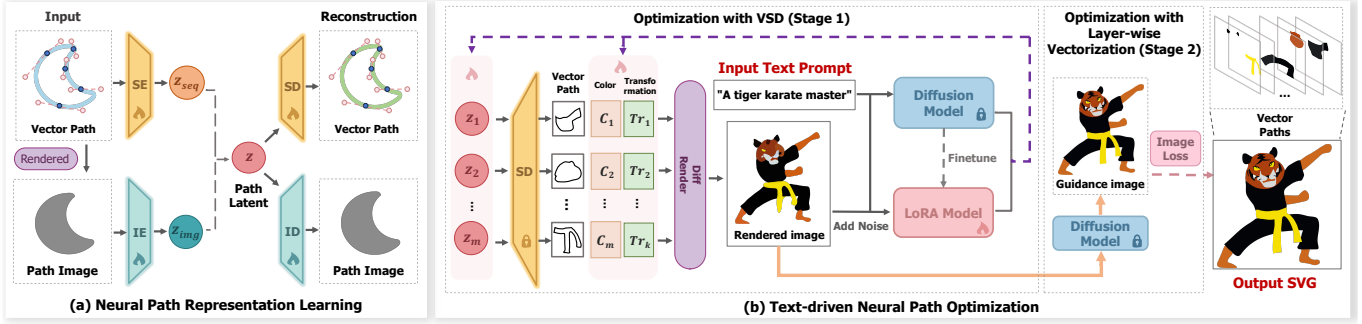 Input
Reconstruction
SE
Z_seq
SD
Vector Path
Vector Path
Rendered
Z
Path
Latent
IE
Z_img
ID
Path Image
Path Image
(a) Neural Path Representation Learning
Optimization with VSD (Stage 1)
Vector
Path
Color
Transfo
rmation
Z_1
Z_2
...
Z_m
SD
...
C_1
C_2
...
C_m
Tr_1
Tr_2
...
Tr_k
Diff
Render
Input Text Prompt
"A tiger karate master"
Rendered image
Add Noise
Diffusion
Model
Finetune
LoRA Model
Optimization with
Layer-wise
Vectorization (Stage 2)
Guidance image
Diffusion
Model
Image
Loss
...
Vector
Paths
Output SVG
(b) Text-driven Neural Path Optimization